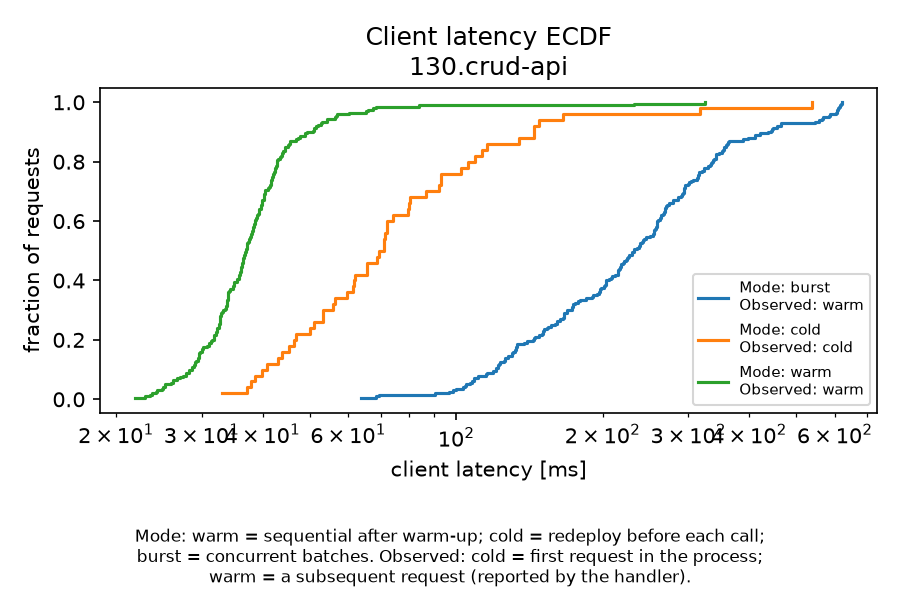 Client latency ECDF
130.crud-api
fraction of requests
1.0
0.8
0.6
0.4
0.2
0.0
Mode: burst
Observed: warm
Mode: cold
Observed: cold
Mode: warm
Observed: warm
2 × 10¹ 3 × 10¹ 4 × 10¹ 6 × 10¹ 10² 2 × 10² 3 × 10² 4 × 10² 6 × 10²
client latency [ms]
Mode: warm = sequential after warm-up; cold = redeploy before each call;
burst = concurrent batches. Observed: cold = first request in the process;
warm = a subsequent request (reported by the handler).